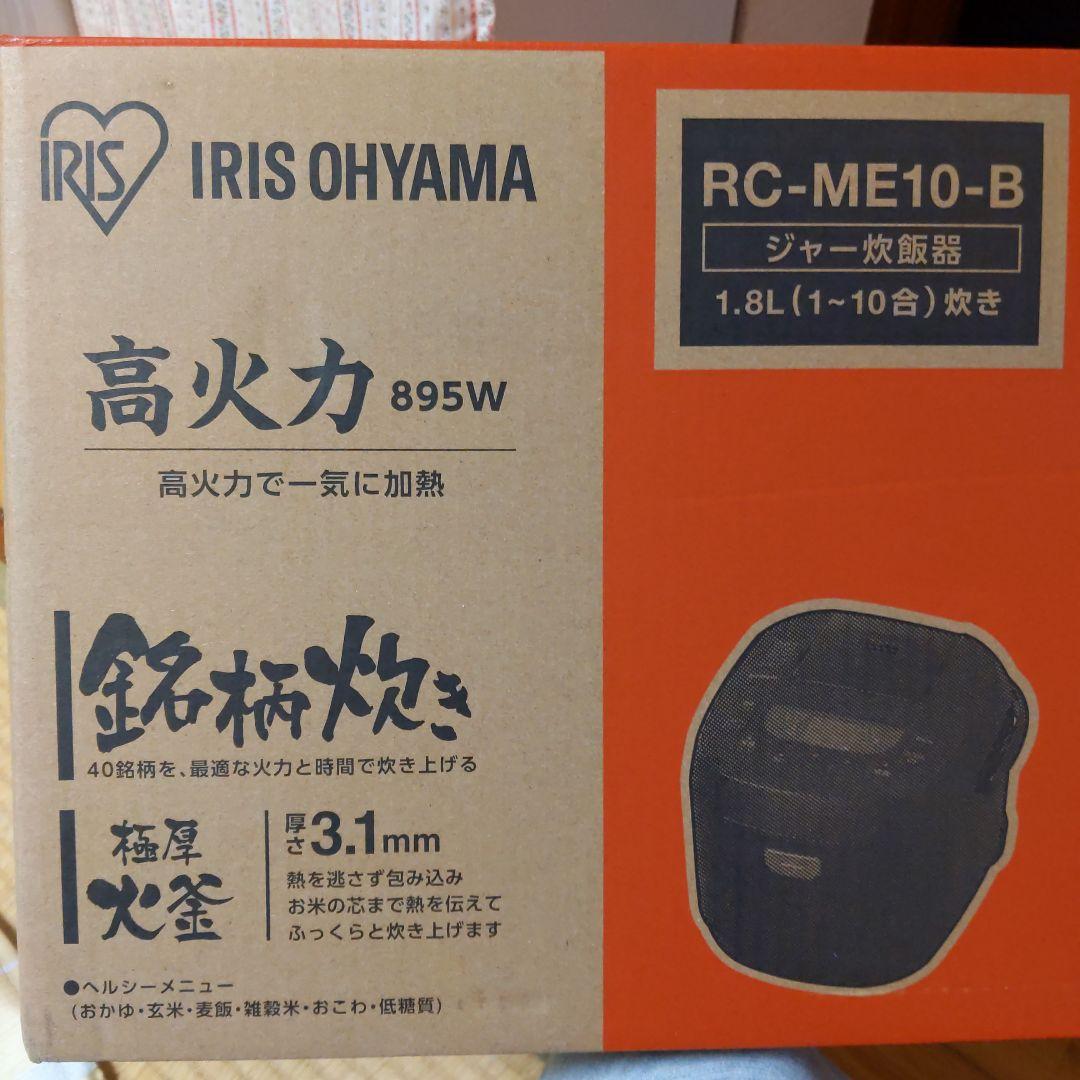 IRIS
IRIS OHYAMA
高火力 895W
高火力で一気に加熱
銘柄炊き
40銘柄を、最適な火力と時間で炊き上げる
極厚
火釜
厚さ3.1mm
熱を逃さず包み込み
お米の芯まで熱を伝えて
ふっくらと炊き上げます
●ヘルシーメニュー
(おかゆ・玄米・麦飯・雑穀米・おこわ・低糖質)
RC-ME10-B
ジャー炊飯器
1.8L(1~10合)炊き